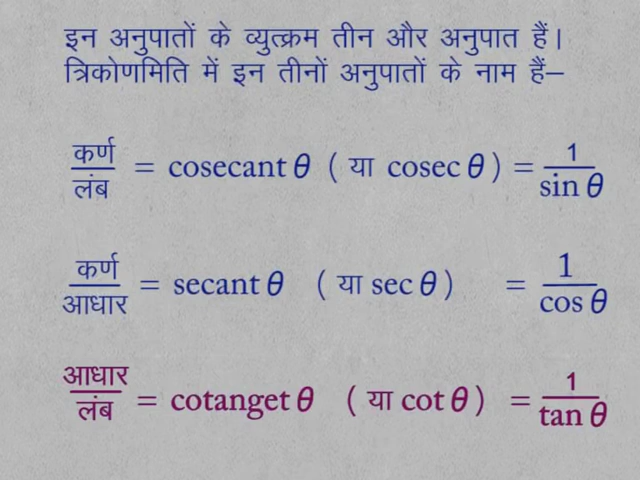 इन अनुपातों के व्युत्क्रम तीन और अनुपात हैं।
त्रिकोणमिति में इन तीनों अनुपातों के नाम हैं–
कर्ण/लंब = cosecant θ ( या cosec θ ) = 1/sin θ
कर्ण/आधार = secant θ ( या sec θ ) = 1/cos θ
आधार/लंब = cotanget θ ( या cot θ ) = 1/tan θ